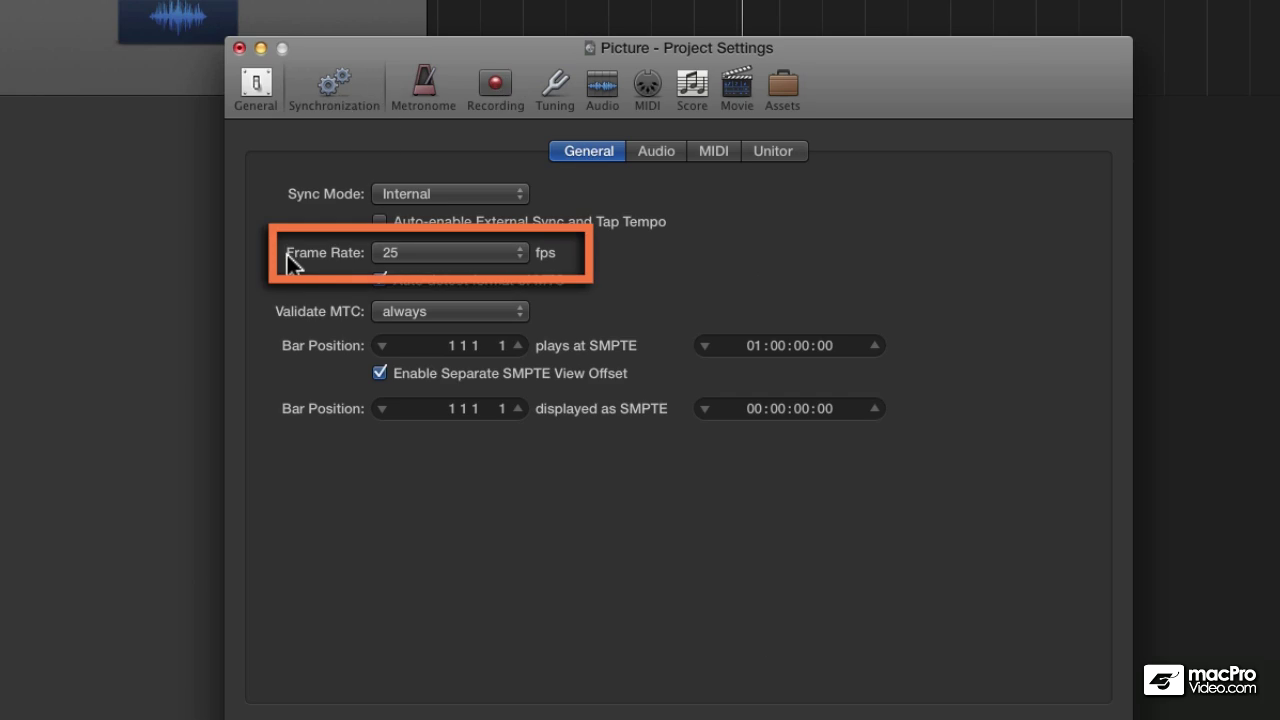 Picture - Project Settings
General Synchronization Metronome Recording Tuning Audio MIDI Score Movie Assets
General Audio MIDI Unitor
Sync Mode: Internal
Auto-enable External Sync and Tap Tempo
Frame Rate: 25 fps
Validate MTC: always
Bar Position: 1 1 1 1 plays at SMPTE 01:00:00:00
Enable Separate SMPTE View Offset
Bar Position: 1 1 1 1 displayed as SMPTE 00:00:00:00
macPro
Video.com